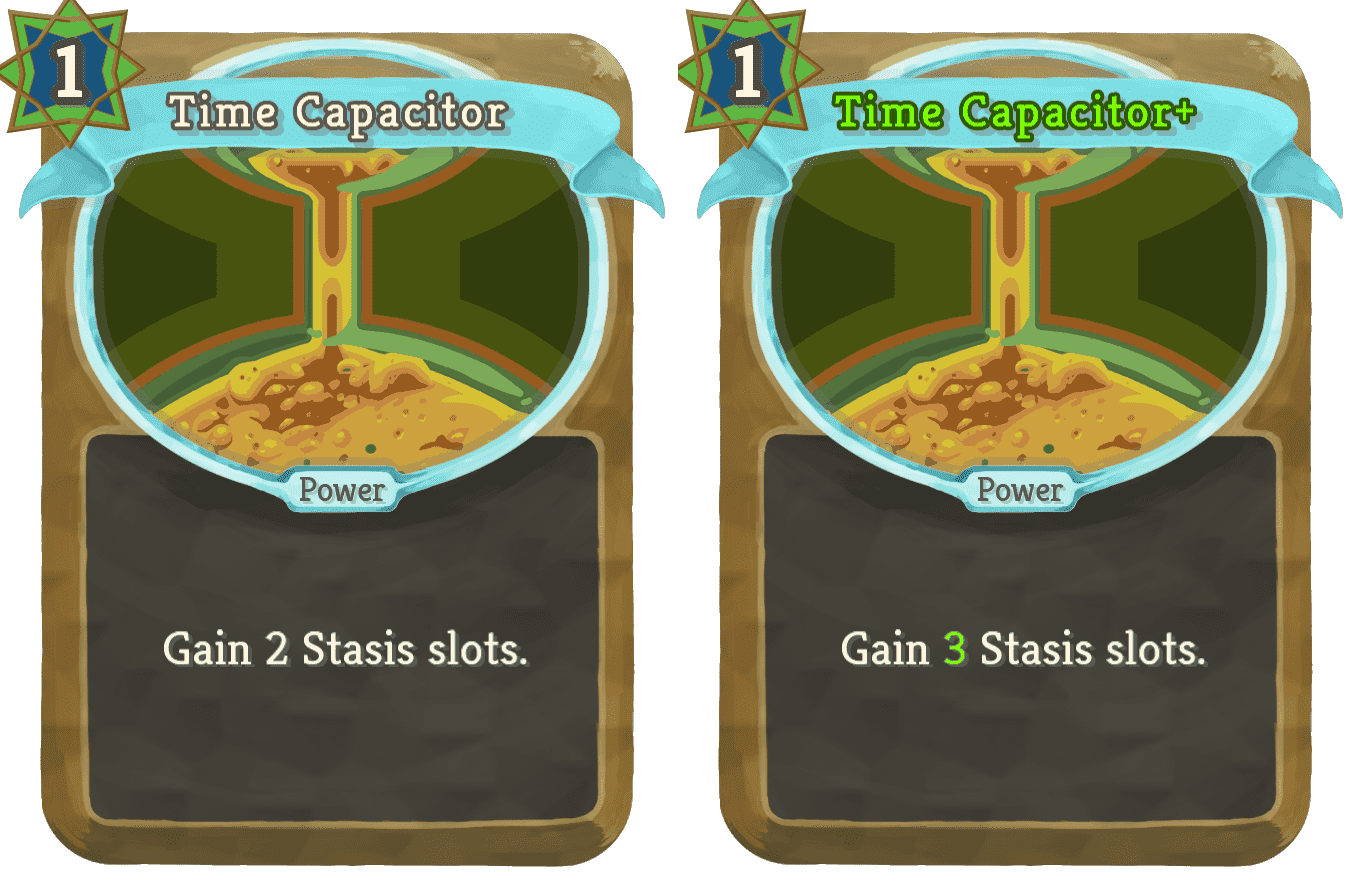 1
Time Capacitor
Power
Gain 2 Stasis slots.
1
Time Capacitor+
Power
Gain 3 Stasis slots.